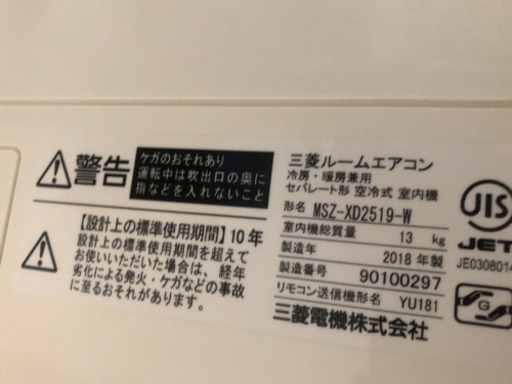 警告
ケガのおそれあり
運転中は吹出口の奥に
指などを入れないこと
【設計上の標準使用期間】10年
設計上の標準使用期間を超えて
お使いいただいた場合は、経年
劣化による発火・ケガなどの事故
に至るおそれがあります。
三菱ルームエアコン
冷房・暖房兼用
セパレート形 空冷式 室内機
形名 MSZ-XD2519-W
室内機総質量 13 kg
製造年 2018 年製
製造番号 90100297
リモコン送信機形名 YU181
三菱電機株式会社
JIS
JET
JE0308014
G